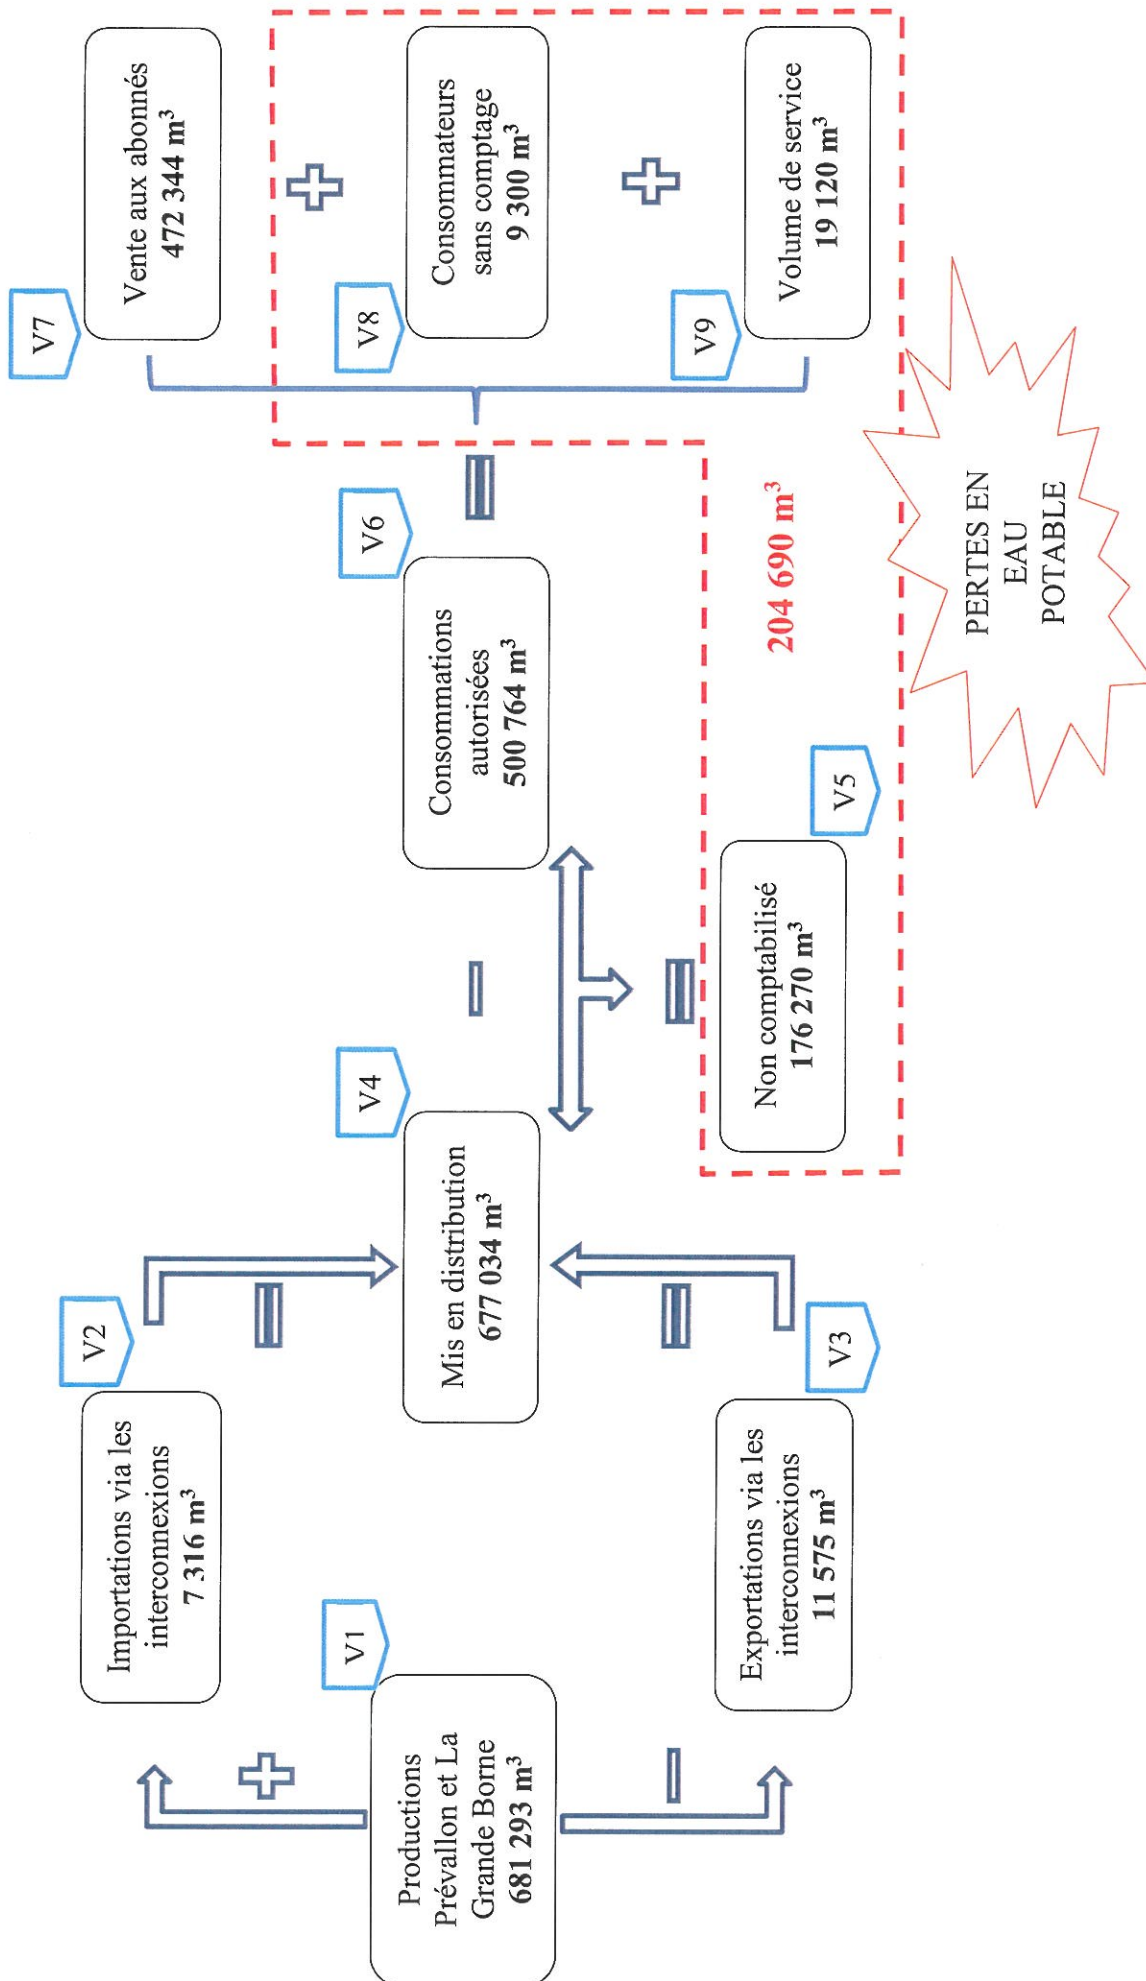 Productions
Prévallon et La
Grande Borne
681 293 m³
V1
Importations via les
interconnexions
7 316 m³
V2
Exportations via les
interconnexions
11 575 m³
V3
Mis en distribution
677 034 m³
V4
Non comptabilisé
176 270 m³
V5
Consommations
autorisées
500 764 m³
V6
204 690 m³
PERTES EN
EAU
POTABLE
Vente aux abonnés
472 344 m³
V7
Consommateurs
sans comptage
9 300 m³
V8
Volume de service
19 120 m³
V9